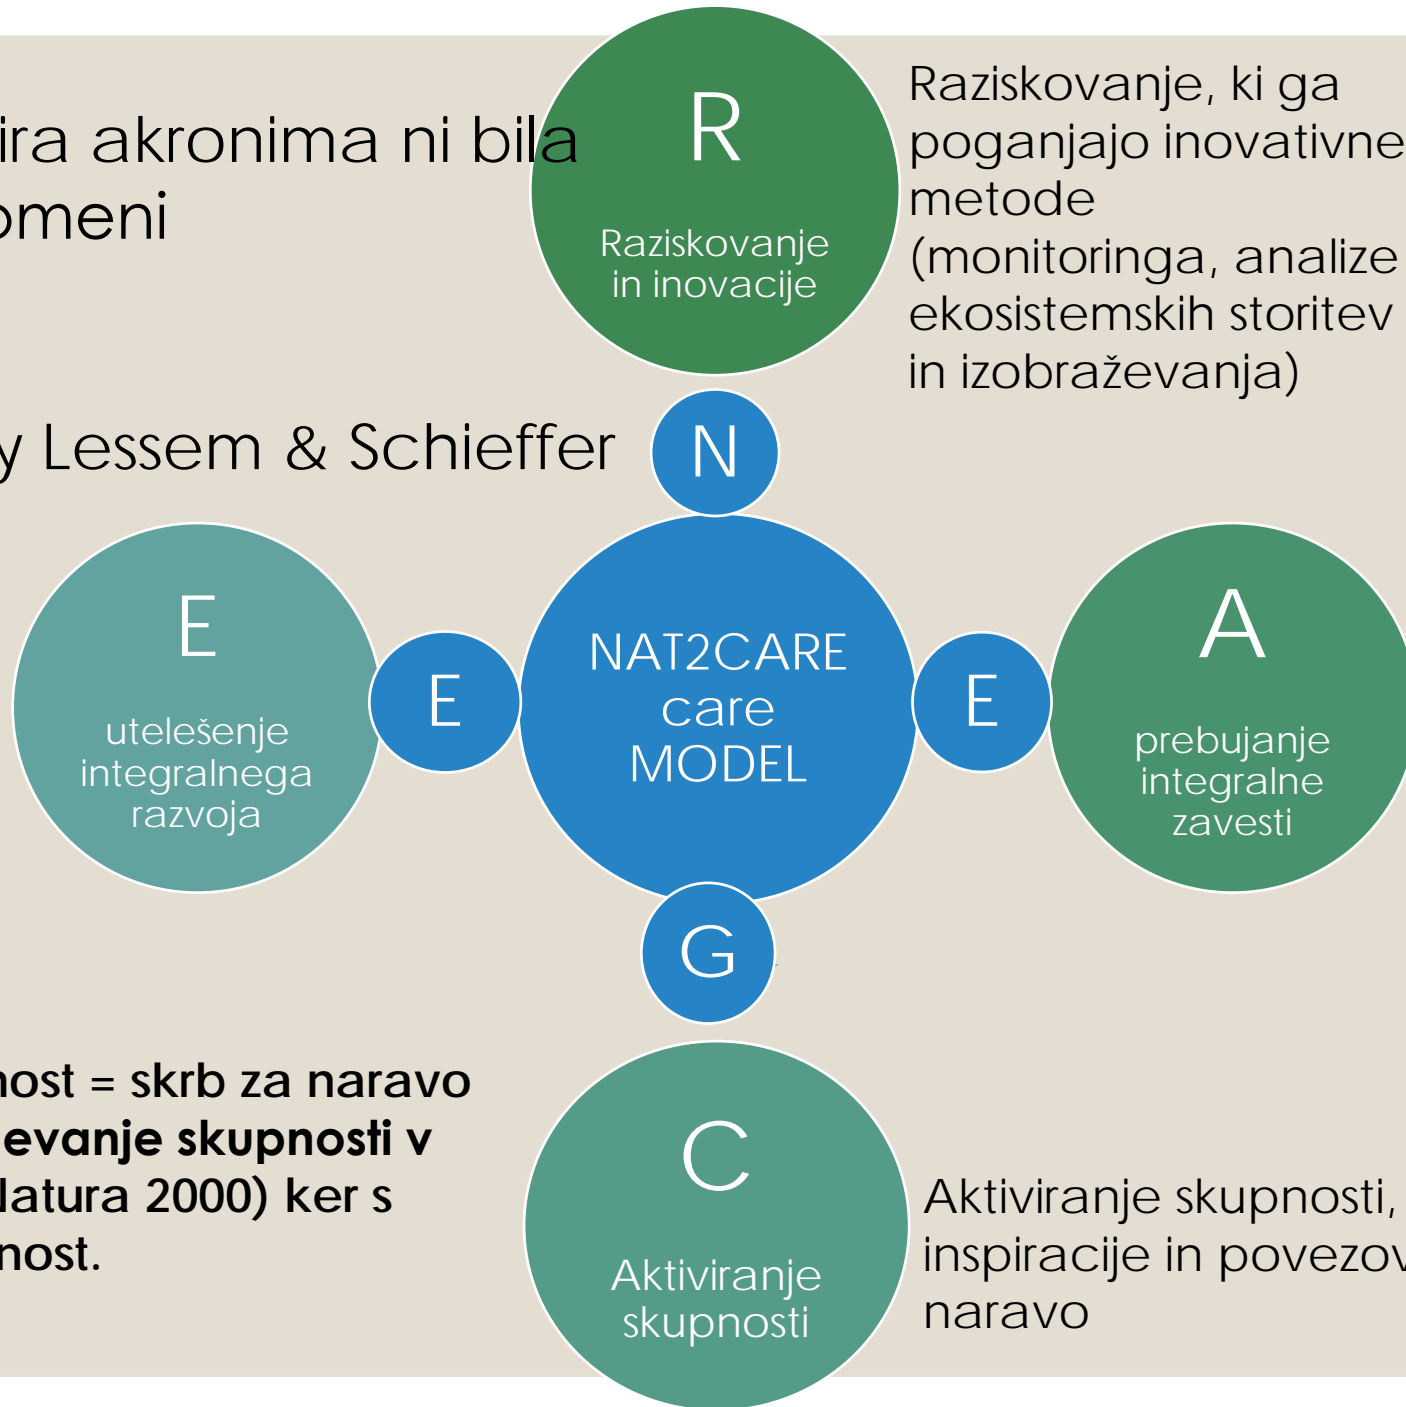 ira akronima ni bila
omeni
R
Raziskovanje
in inovacije
Raziskovanje, ki ga
poganjajo inovativne
metode
(monitoringa, analize
ekosistemskih storitev
in izobraževanja)
y Lessem & Schieffer
N
E
utelešenje
integralnega
razvoja
E
NAT2CARE
care
MODEL
E
A
prebujanje
integralne
zavesti
G
nost = skrb za naravo
evanje skupnosti v
Natura 2000) ker s
nost.
C
Aktiviranje
skupnosti
Aktiviranje skupnosti,
inspiracije in povezov
naravo